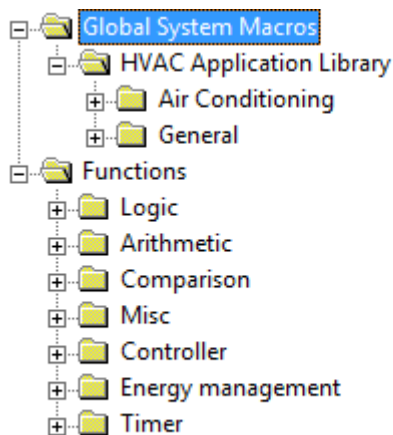 Global System Macros
HVAC Application Library
Air Conditioning
General
Functions
Logic
Arithmetic
Comparison
Misc
Controller
Energy management
Timer